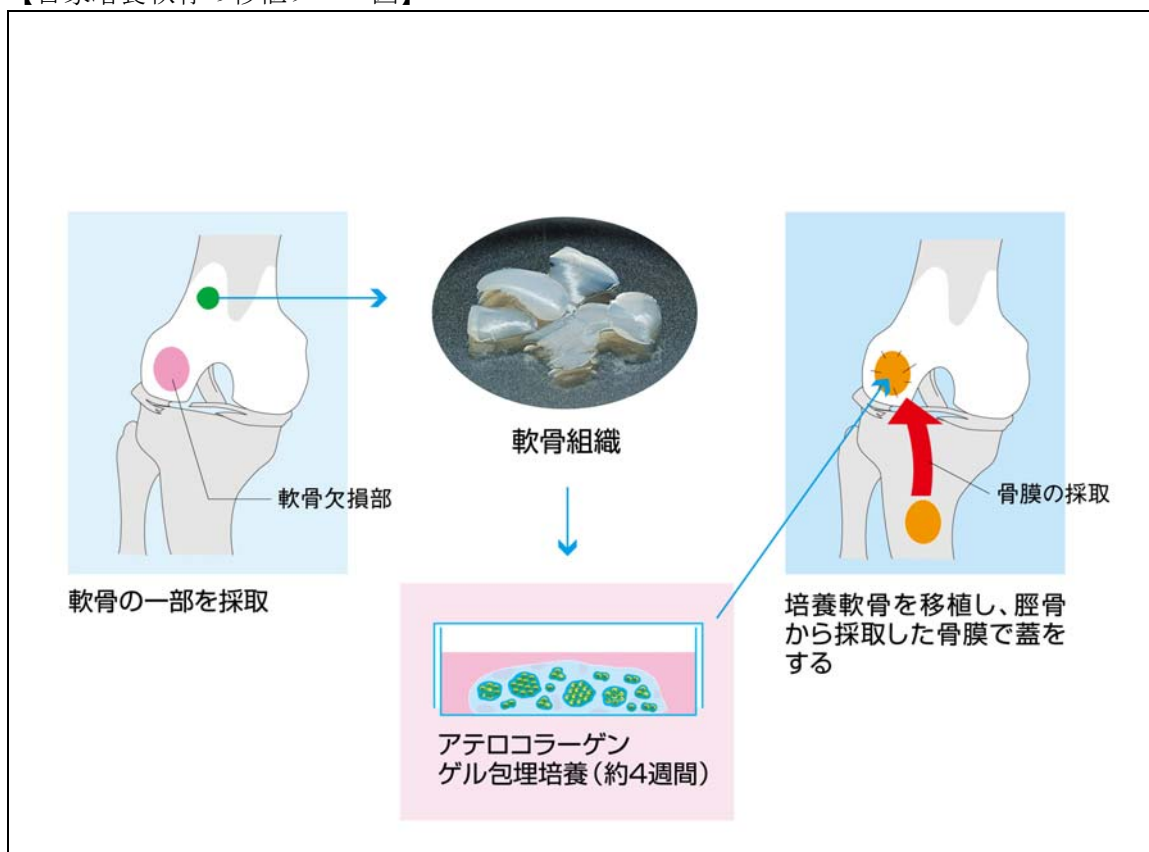 軟骨欠損部
軟骨の一部を採取
軟骨組織
アテロコラーゲン
ゲル包埋培養（約4週間）
骨膜の採取
培養軟骨を移植し、脛骨
から採取した骨膜で蓋を
する